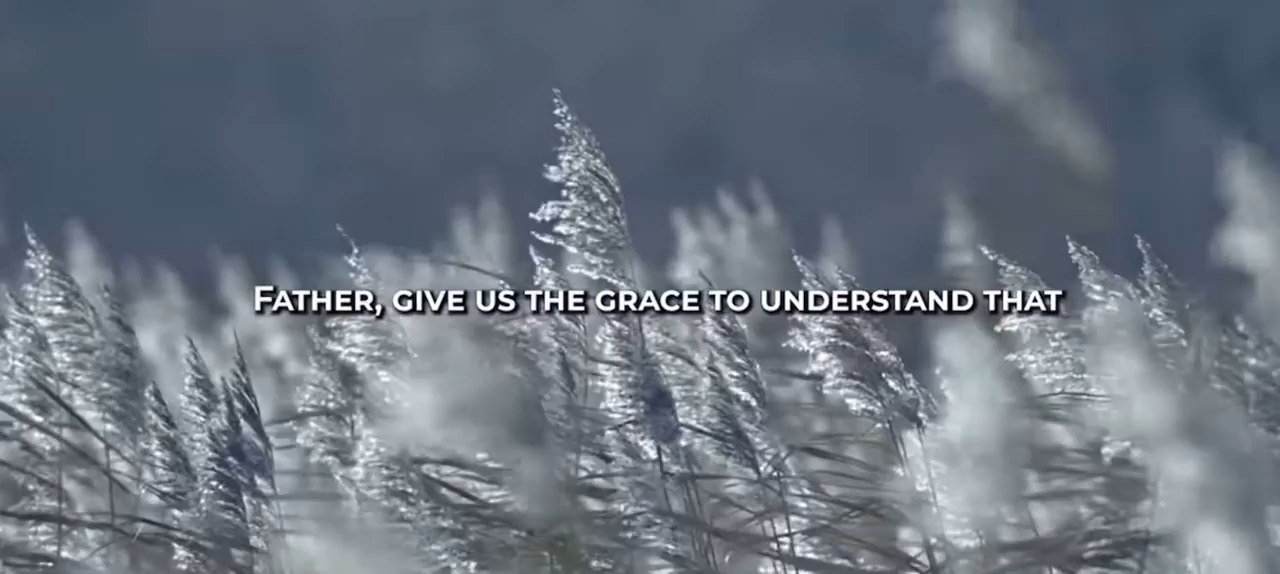 Father, give us the grace to understand that